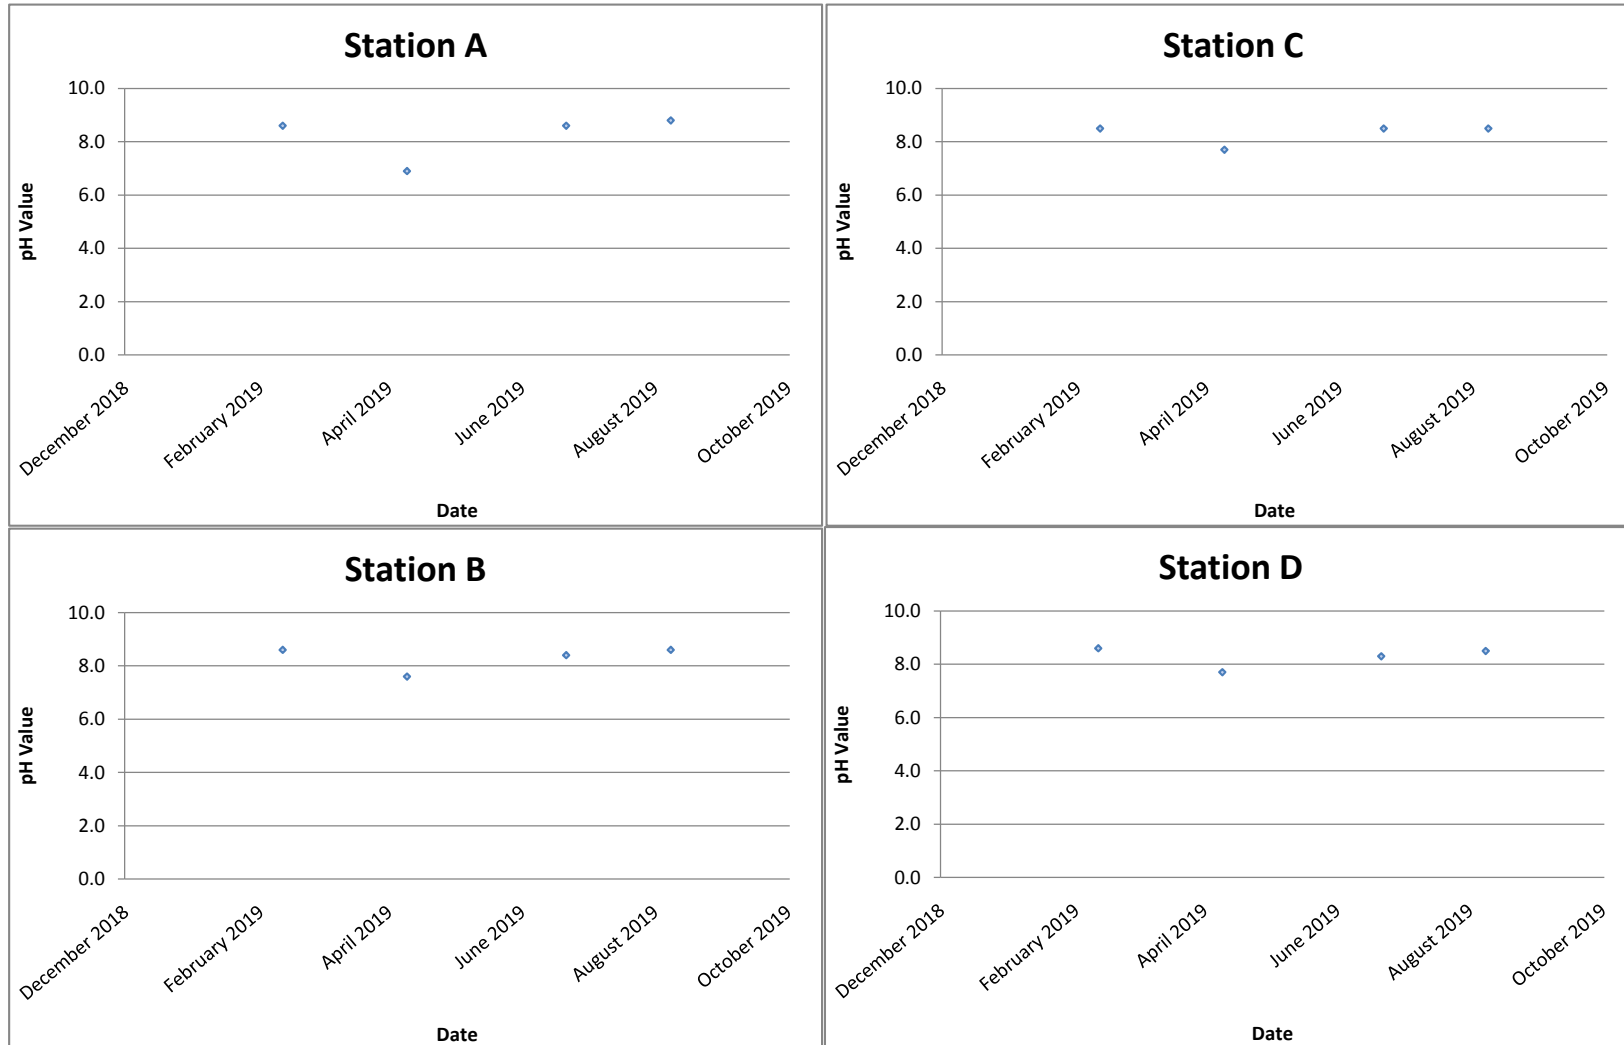 Station A
10.0
8.0
6.0
4.0
2.0
0.0
pH Value
December 2018
February 2019
April 2019
June 2019
August 2019
October 2019
Date
Station C
10.0
8.0
6.0
4.0
2.0
0.0
pH Value
December 2018
February 2019
April 2019
June 2019
August 2019
October 2019
Date
Station B
10.0
8.0
6.0
4.0
2.0
0.0
pH Value
December 2018
February 2019
April 2019
June 2019
August 2019
October 2019
Date
Station D
10.0
8.0
6.0
4.0
2.0
0.0
pH Value
December 2018
February 2019
April 2019
June 2019
August 2019
October 2019
Date